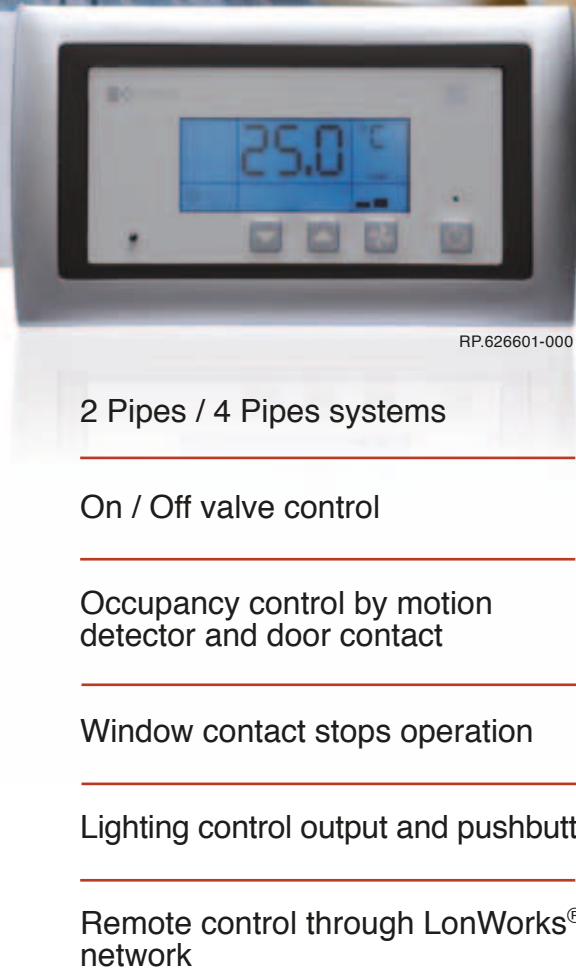 25.0 °C
RP.626601-000
2 Pipes / 4 Pipes systems
On / Off valve control
Occupancy control by motion
detector and door contact
Window contact stops operation
Lighting control output and pushbutt
Remote control through LonWorks®
network